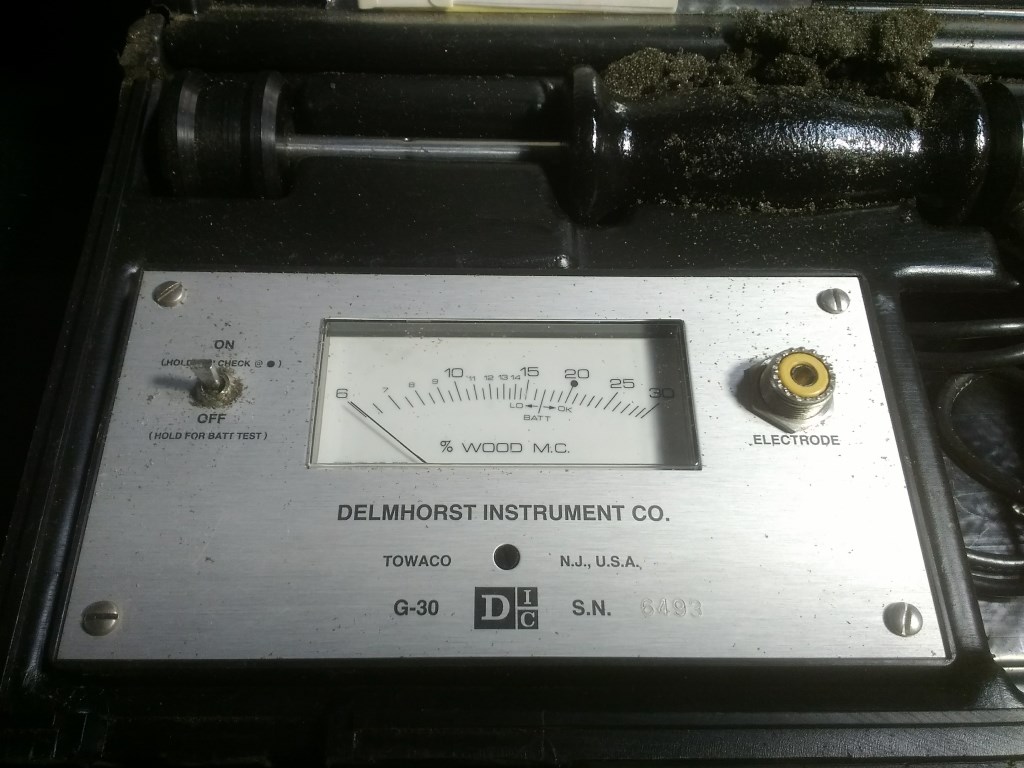 ON
(HOLD CHECK @ ● )
OFF
(HOLD FOR BATT TEST)
6 7 8 9 10 11 12 13 14 15 20 25 30
LO OK
BATT
% WOOD M.C.
ELECTRODE
DELMHORST INSTRUMENT CO.
TOWACO N.J., U.S.A.,
G-30 DIC S.N. 6493